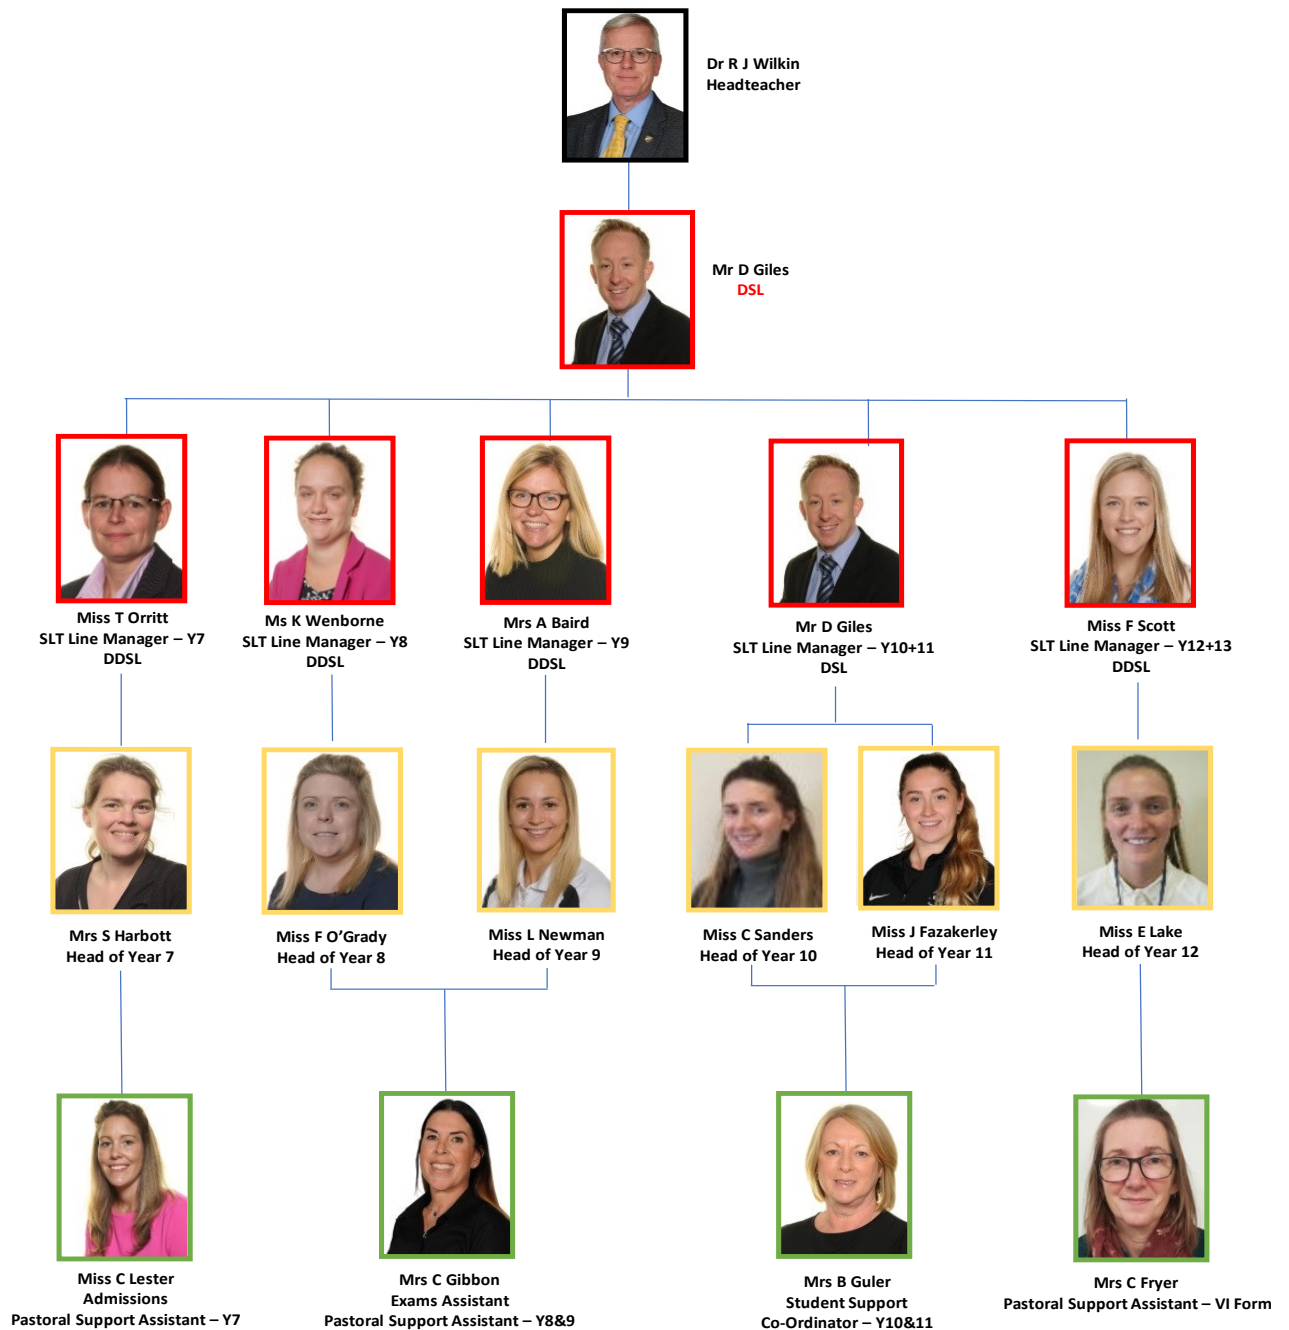 Dr R J Wilkin
Headteacher
Mr D Giles
DSL
Miss T Orritt
SLT Line Manager – Y7
DDSL
Ms K Wenborne
SLT Line Manager – Y8
DDSL
Mrs A Baird
SLT Line Manager – Y9
DDSL
Mr D Giles
SLT Line Manager – Y10+11
DSL
Miss F Scott
SLT Line Manager – Y12+13
DDSL
Mrs S Harbott
Head of Year 7
Miss F O’Grady
Head of Year 8
Miss L Newman
Head of Year 9
Miss C Sanders
Head of Year 10
Miss J Fazakerley
Head of Year 11
Miss E Lake
Head of Year 12
Miss C Lester
Admissions
Pastoral Support Assistant – Y7
Mrs C Gibbon
Exams Assistant
Pastoral Support Assistant – Y8&9
Mrs B Guler
Student Support
Co-Ordinator – Y10&11
Mrs C Fryer
Pastoral Support Assistant – VI Form